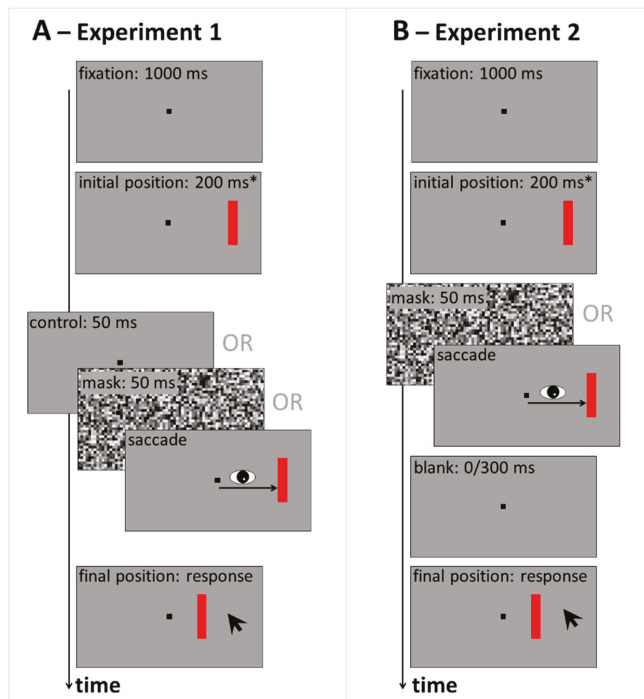 A – Experiment 1
fixation: 1000 ms
initial position: 200 ms*
control: 50 ms
OR
mask: 50 ms
OR
saccade
final position: response
time
B – Experiment 2
fixation: 1000 ms
initial position: 200 ms*
mask: 50 ms
OR
saccade
blank: 0/300 ms
final position: response
time